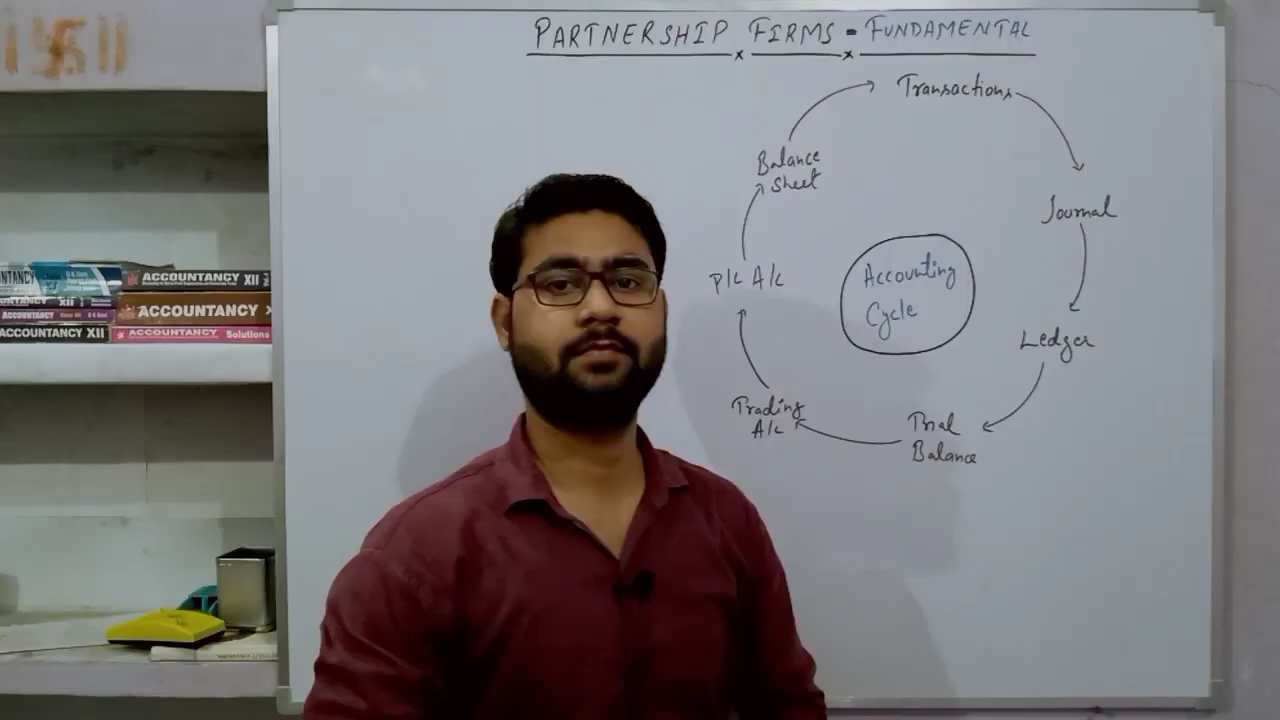 PARTNERSHIP FIRMS - FUNDAMENTAL
Transactions
Journal
Ledger
Trial
Balance
Trading
A/c
P/L A/c
Balance
Sheet
Accounting
Cycle
ACCOUNTANCY XII
ACCOUNTANCY
ACCOUNTANCY
ACCOUNTANCY XII
ACCOUNTANCY Solutions